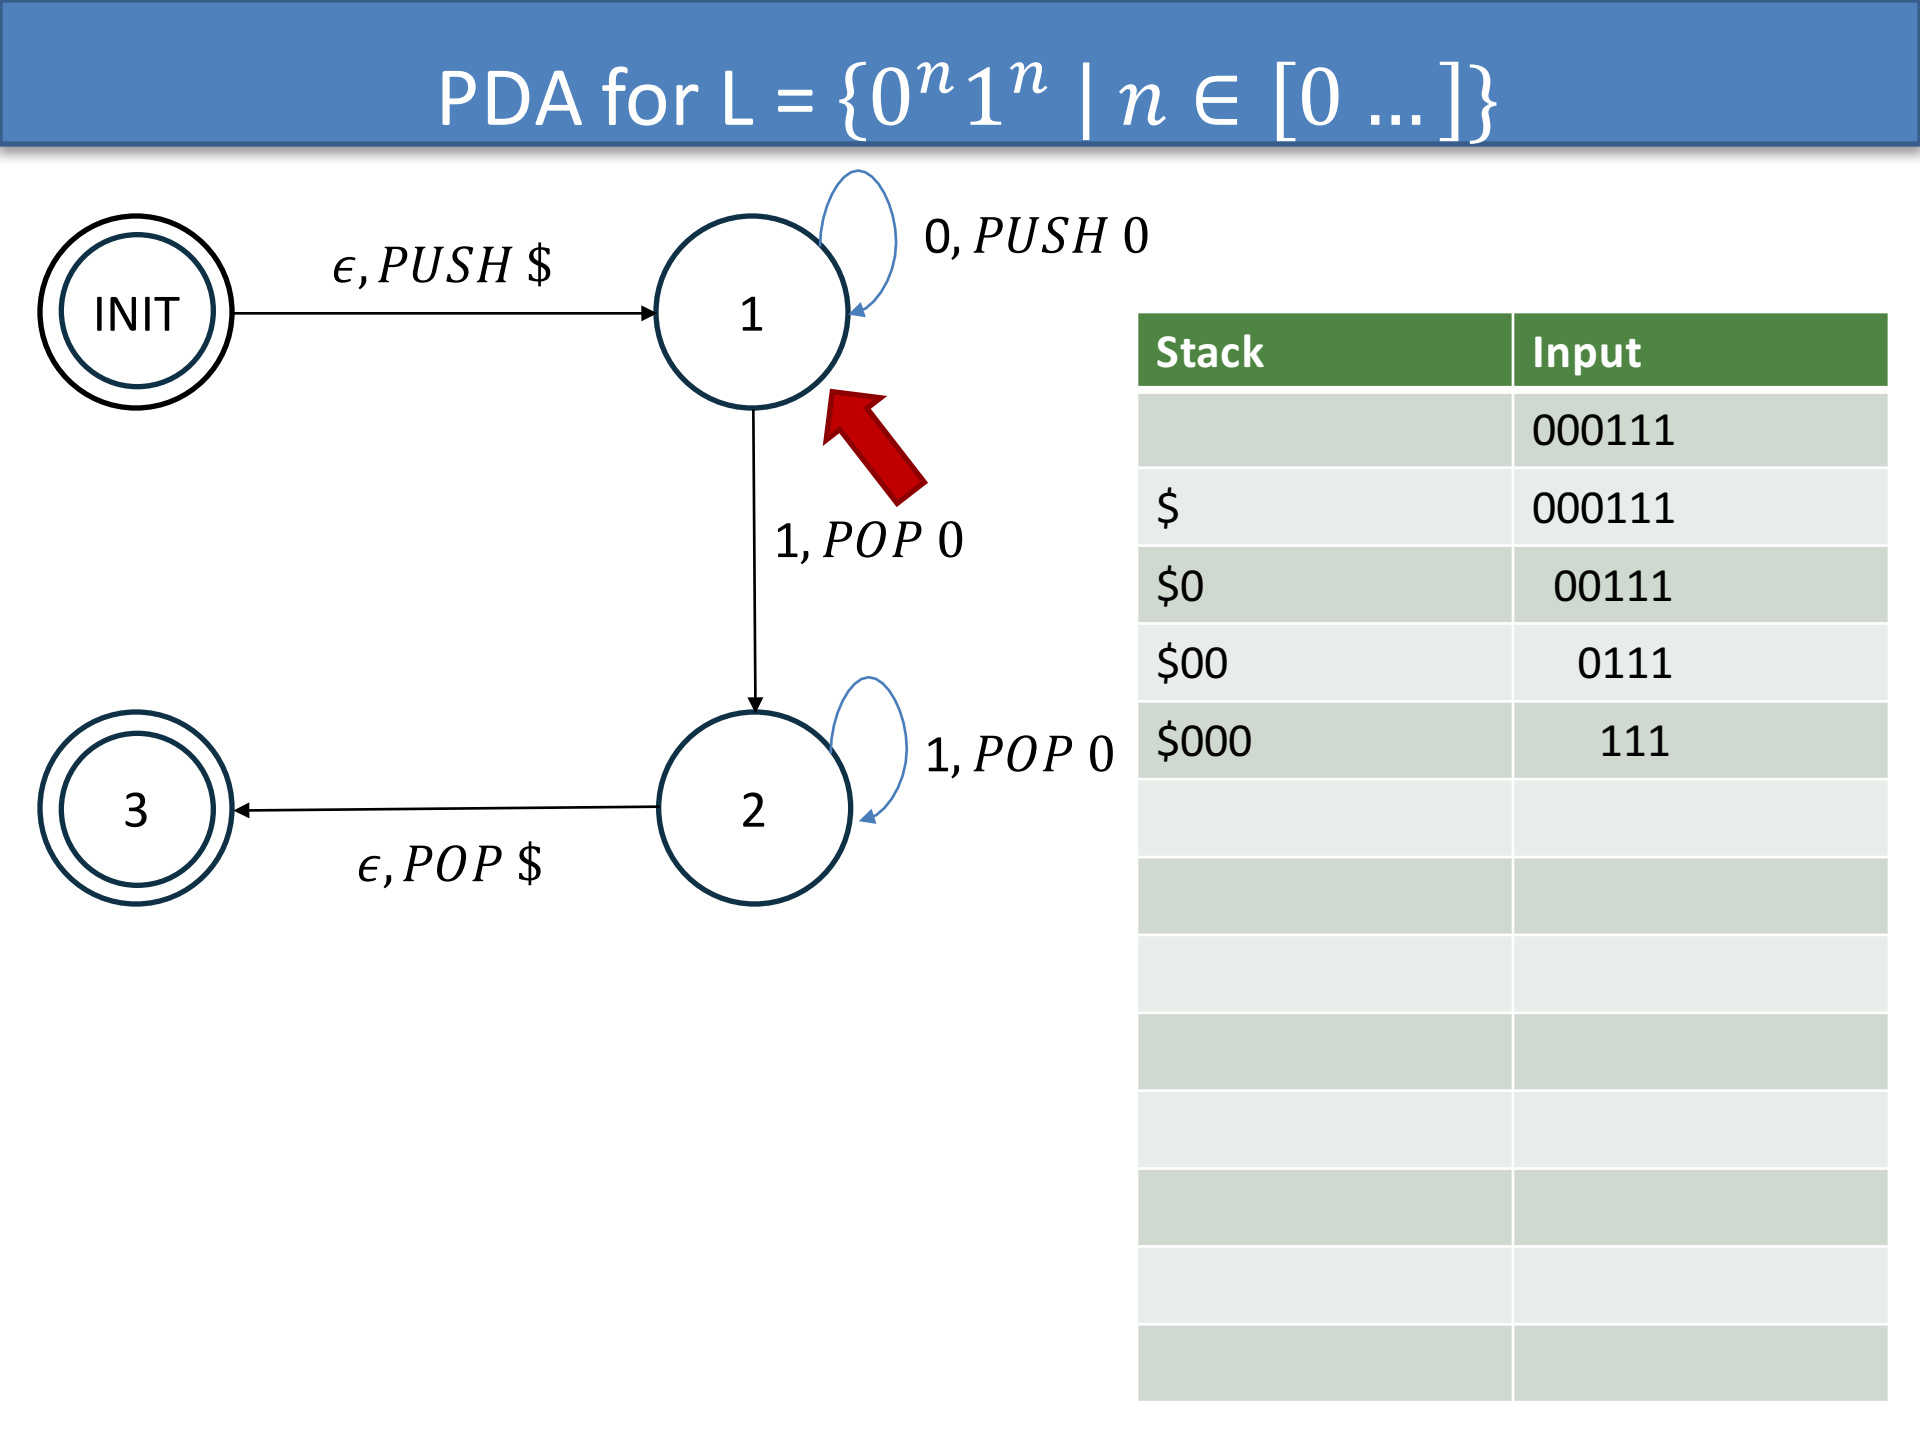 PDA for L = {0ⁿ1ⁿ | n ∈ [0 … ]}
INIT
ϵ, PUSH $
1
0, PUSH 0
1, POP 0
3
ϵ, POP $
2
1, POP 0
Stack Input
000111
$ 000111
$0 00111
$00 0111
$000 111